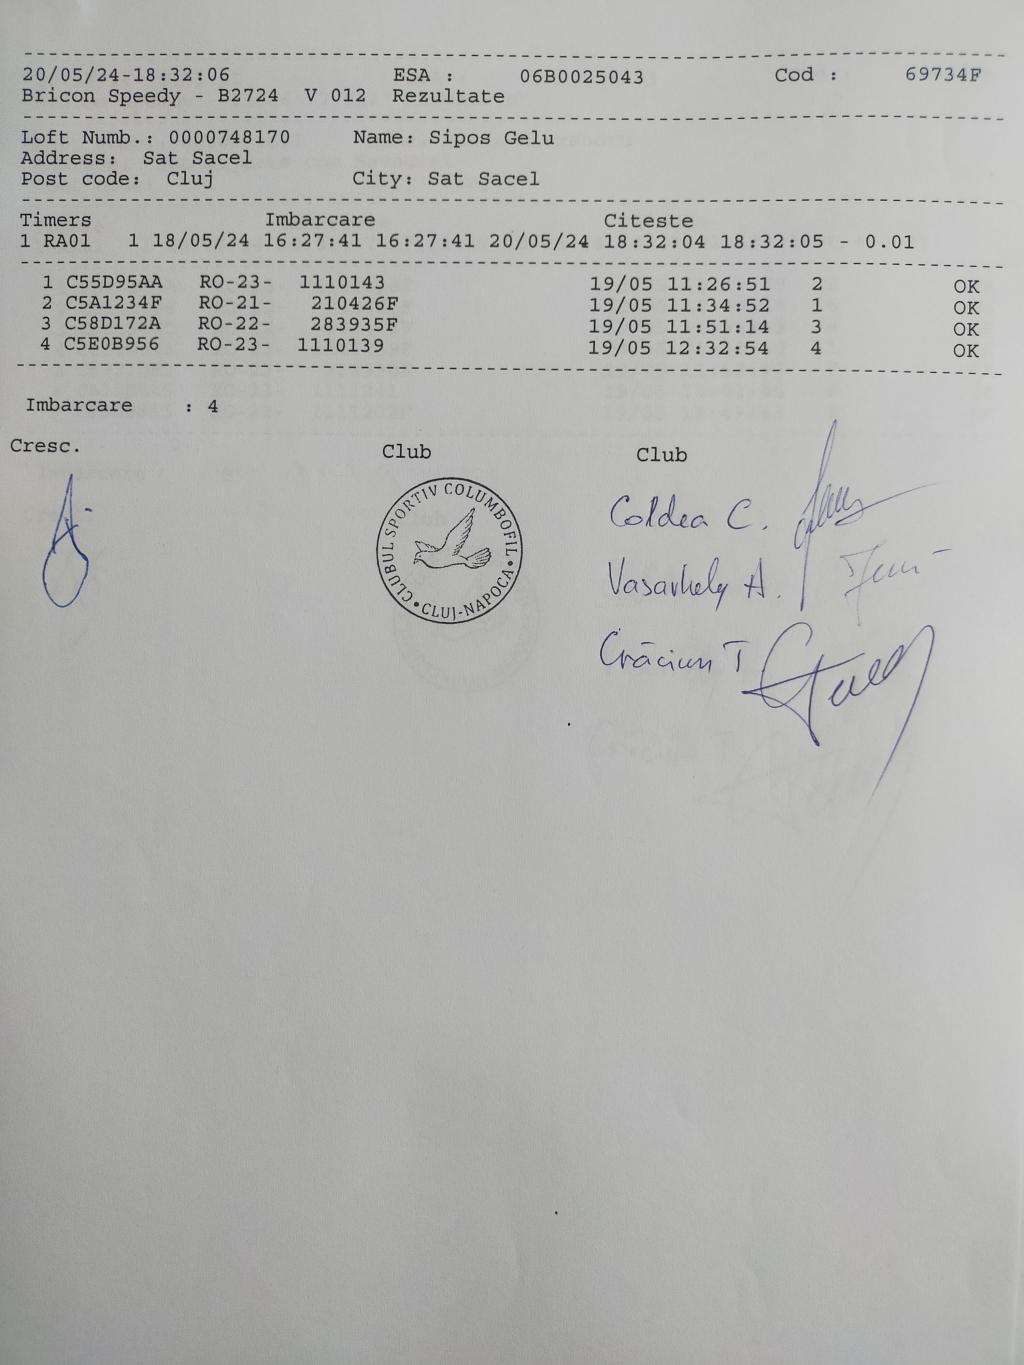 20/05/24-18:32:06 ESA : 06B0025043 Cod : 69734F
Bricon Speedy - B2724 V 012 Rezultate
Loft Numb.: 0000748170 Name: Sipos Gelu
Address: Sat Sacel
Post code: Cluj City: Sat Sacel
Timers Imbarcare Citeste
1 RA01 1 18/05/24 16:27:41 16:27:41 20/05/24 18:32:04 18:32:05 - 0.01
1 C55D95AA RO-23- 1110143 19/05 11:26:51 2 OK
2 C5A1234F RO-21- 210426F 19/05 11:34:52 1 OK
3 C58D172A RO-22- 283935F 19/05 11:51:14 3 OK
4 C5E0B956 RO-23- 1110139 19/05 12:32:54 4 OK
Imbarcare : 4
Cresc. Club Club
CLUBUL SPORTIV COLUMBOFIL • CLUJ-NAPOCA •
Coldea C.
Vasarhely A.
Crăciun T